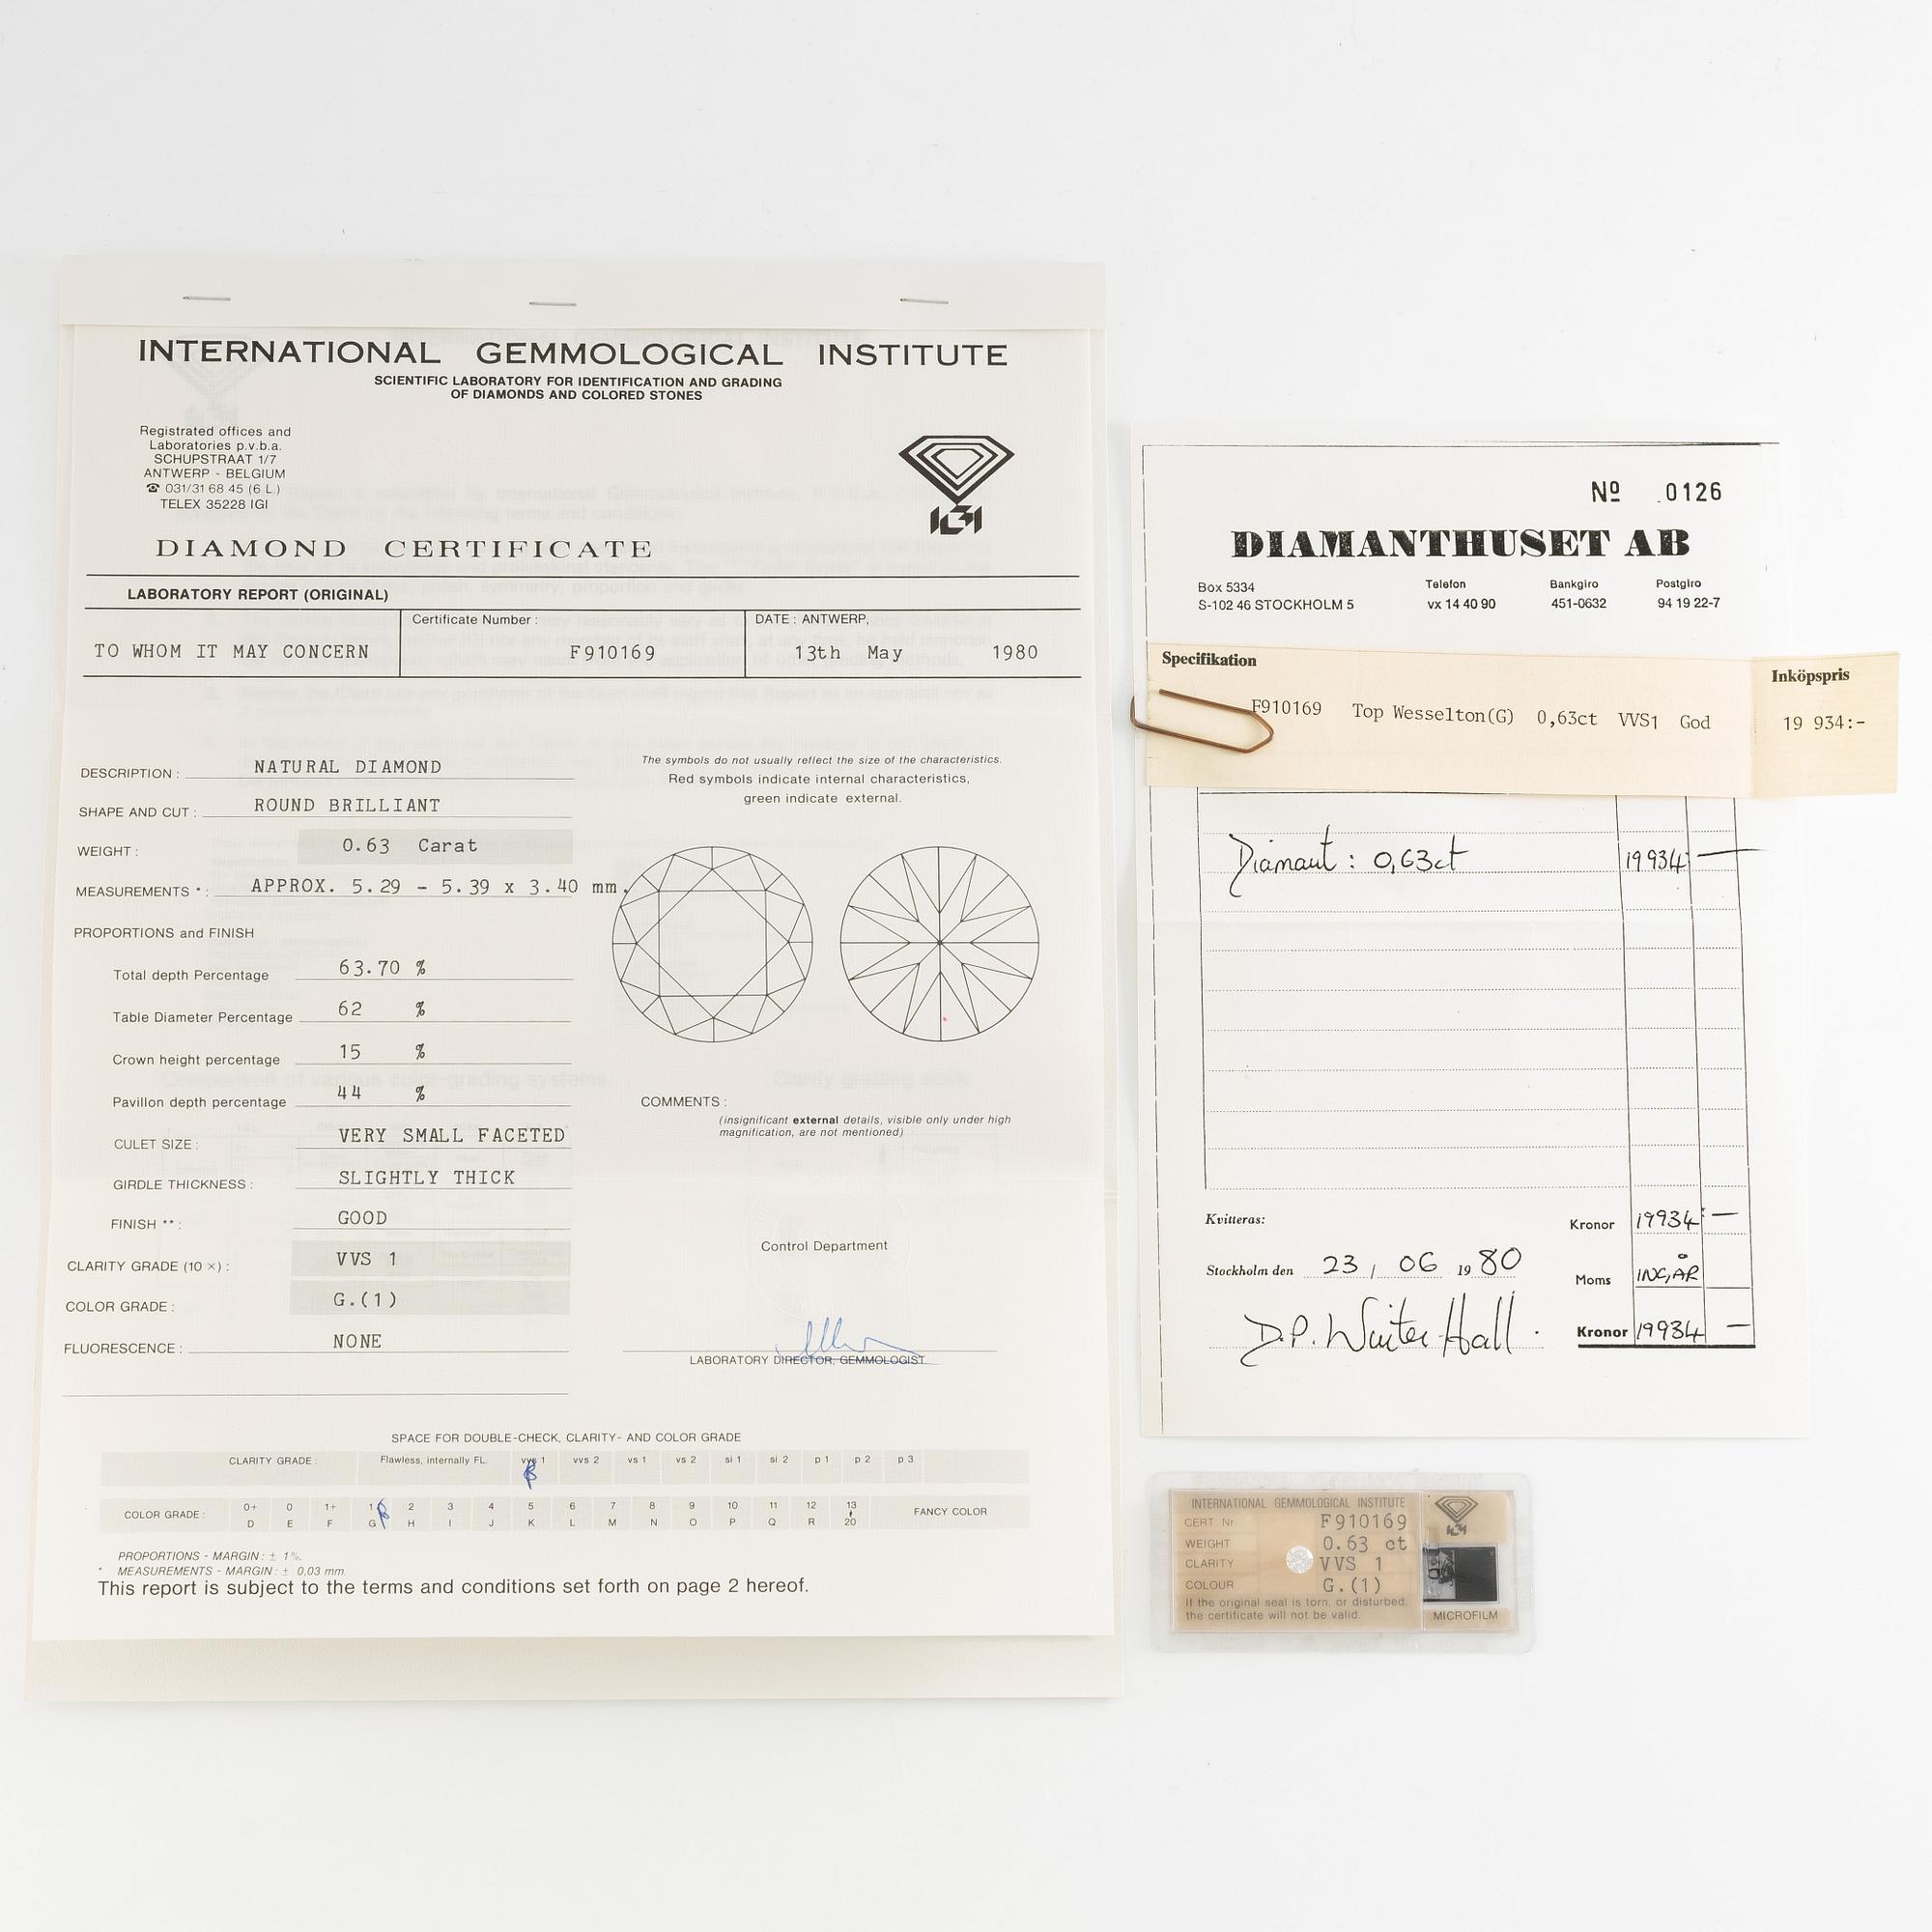 INTERNATIONAL GEMMOLOGICAL INSTITUTE
SCIENTIFIC LABORATORY FOR IDENTIFICATION AND GRADING
OF DIAMONDS AND COLORED STONES
Registrated offices and
Laboratories p.v.b.a.
SCHUPSTRAAT 1/7
ANTWERP - BELGIUM
☎ 031/31 68 45 (6 L.)
TELEX 35228 IGI
IGI
DIAMOND CERTIFICATE
LABORATORY REPORT (ORIGINAL)
TO WHOM IT MAY CONCERN
Certificate Number :
F910169
DATE : ANTWERP,
13th May 1980
DESCRIPTION : NATURAL DIAMOND
SHAPE AND CUT : ROUND BRILLIANT
WEIGHT : 0.63 Carat
MEASUREMENTS * : APPROX. 5.29 - 5.39 x 3.40 mm.
PROPORTIONS and FINISH
Total depth Percentage 63.70 %
Table Diameter Percentage 62 %
Crown height percentage 15 %
Pavillon depth percentage 44 %
CULET SIZE : VERY SMALL FACETED
GIRDLE THICKNESS : SLIGHTLY THICK
FINISH ** : GOOD
CLARITY GRADE (10 ×) : VVS 1
COLOR GRADE : G.(1)
FLUORESCENCE : NONE
The symbols do not usually reflect the size of the characteristics.
Red symbols indicate internal characteristics,
green indicate external.
COMMENTS :
(insignificant external details, visible only under high
magnification, are not mentioned)
Control Department
LABORATORY DIRECTOR, GEMMOLOGIST
SPACE FOR DOUBLE-CHECK, CLARITY- AND COLOR GRADE
CLARITY GRADE : Flawless, internally FL. vvs 1 vvs 2 vs 1 vs 2 si 1 si 2 p 1 p 2 p 3
COLOR GRADE : 0+ 0 1+ 1 2 3 4 5 6 7 8 9 10 11 12 13 FANCY COLOR
D E F G H I J K L M N O P Q R 20
PROPORTIONS - MARGIN : ± 1%.
* MEASUREMENTS - MARGIN : ± 0,03 mm.
This report is subject to the terms and conditions set forth on page 2 hereof.
Nº 0126
DIAMANTHUSET AB
Box 5334
S-102 46 STOCKHOLM 5
Telefon
vx 14 40 90
Bankgiro
451-0632
Postgiro
94 19 22-7
Specifikation
Inköpspris
F910169 Top Wesselton(G) 0,63ct VVS1 God 19 934:-
Diamant : 0,63ct 19 934:—
Kvitteras:
Kronor 19934:—
Stockholm den 23, 06 1980
Moms INGÅR
D.P. Winter-Hall.
Kronor 19934 —
INTERNATIONAL GEMMOLOGICAL INSTITUTE
CERT Nr F910169
WEIGHT 0.63 ct
CLARITY VVS 1
COLOUR G.(1)
If the original seal is torn, or disturbed,
the certificate will not be valid.
IGI
MICROFILM